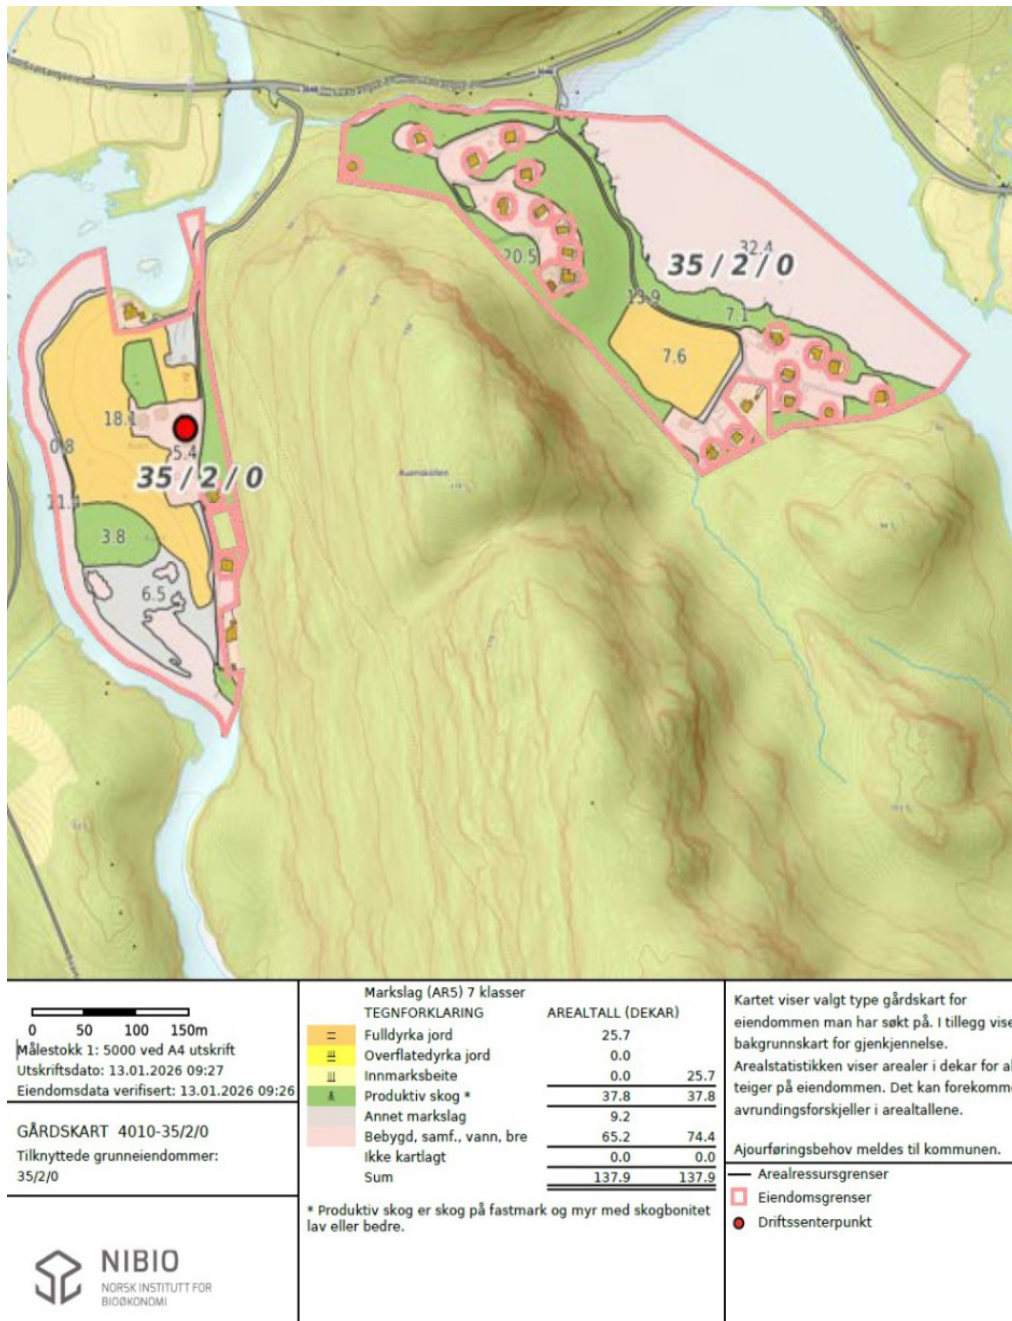 3040
3040
32.4
35 / 2 / 0
20.5
13.9
7.1
7.6
18.1
0.8
5.4
35 / 2 / 0
11.4
3.8
6.5
0 50 100 150m
Målestokk 1: 5000 ved A4 utskrift
Utskriftsdato: 13.01.2026 09:27
Eiendomsdata verifisert: 13.01.2026 09:26
GÅRDSKART 4010-35/2/0
Tilknyttede grunneiendommer:
35/2/0
NIBIO
NORSK INSTITUTT FOR
BIOØKONOMI
Markslag (AR5) 7 klasser
TEGNFORKLARING AREALTALL (DEKAR)
Fulldyrka jord 25.7
Overflatedyrka jord 0.0
Innmarksbeite 0.0 25.7
Produktiv skog * 37.8 37.8
Annet markslag 9.2
Bebygd, samf., vann, bre 65.2 74.4
Ikke kartlagt 0.0 0.0
Sum 137.9 137.9
* Produktiv skog er skog på fastmark og myr med skogbonitet
lav eller bedre.
Kartet viser valgt type gårdskart for
eiendommen man har søkt på. I tillegg vise
bakgrunnskart for gjenkjennelse.
Arealstatistikken viser arealer i dekar for al
teiger på eiendommen. Det kan forekomme
avrundingsforskjeller i arealtallene.
Ajourføringsbehov meldes til kommunen.
Arealressursgrenser
Eiendomsgrenser
Driftssenterpunkt